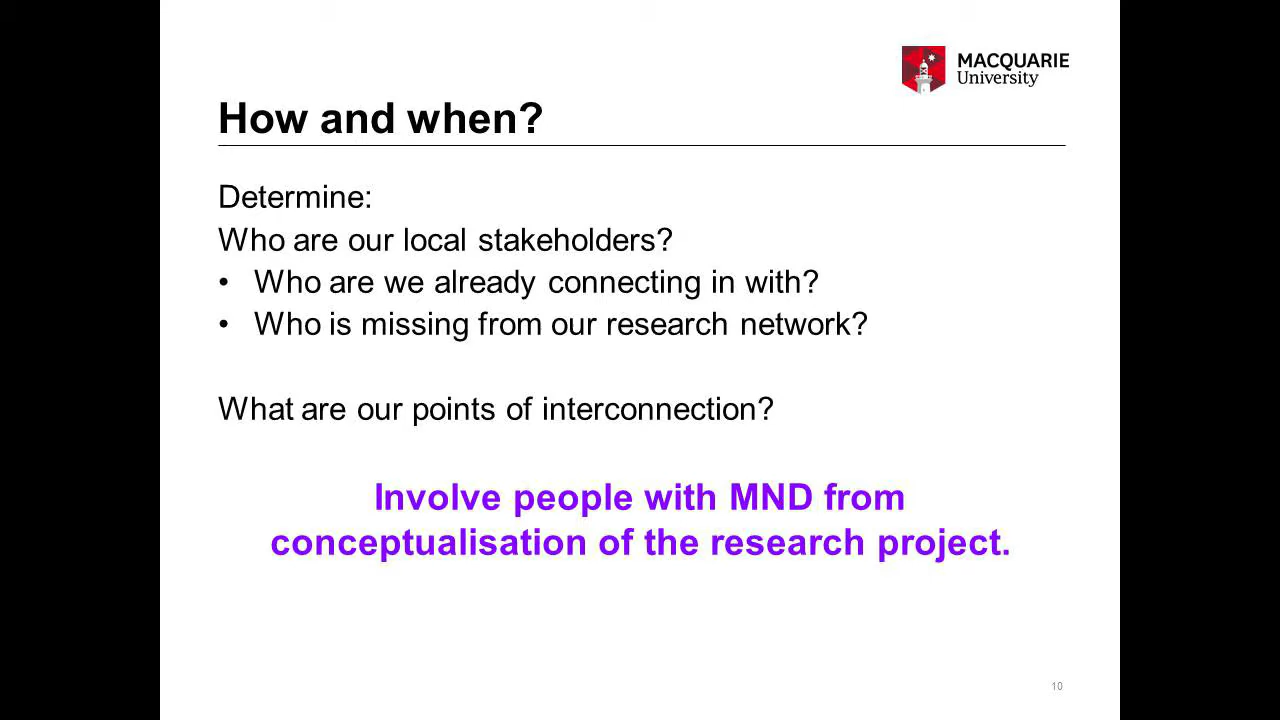 MACQUARIE
University
How and when?
Determine:
Who are our local stakeholders?
• Who are we already connecting in with?
• Who is missing from our research network?
What are our points of interconnection?
Involve people with MND from
conceptualisation of the research project.
10